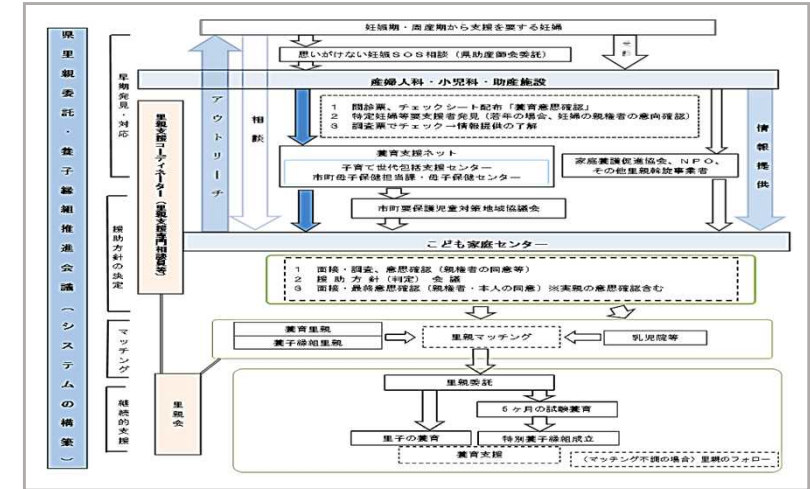 妊娠期・周産期から支援を要する妊婦
思いがけない妊娠SOS相談（県助産師会委託）
産婦人科・小児科・助産施設
1 問診票、チェックシート配布「養育意思確認」
2 特定妊婦等要支援者発見（若年の場合、妊婦の親権者の意向確認）
3 調査票でチェック→情報提供の了解
養育支援ネット
子育て世代包括支援センター
市町母子保健担当課・母子保健センター
家庭養護促進協会、NPO、
その他里親斡旋事業者
市町要保護児童対策地域協議会
こども家庭センター
1 面接・調査、意思確認（親権者の同意等）
2 援助方針（判定）会議
3 面接・最終意思確認（親権者・本人の同意）※実親の意思確認含む
養育里親
養子縁組里親
里親マッチング
乳児院等
里親委託
6ヶ月の試験養育
里子の養育
特別養子縁組成立
養育支援
（マッチング不調の場合）里親のフォロー
県里親委託・養子縁組推進会議（システムの構築）
早期発見・対応
援助方針の決定
マッチング
継続的支援
里親支援コーディネーター（里親支援専門相談員等）
里親会
アウトリーチ
相談
情報提供